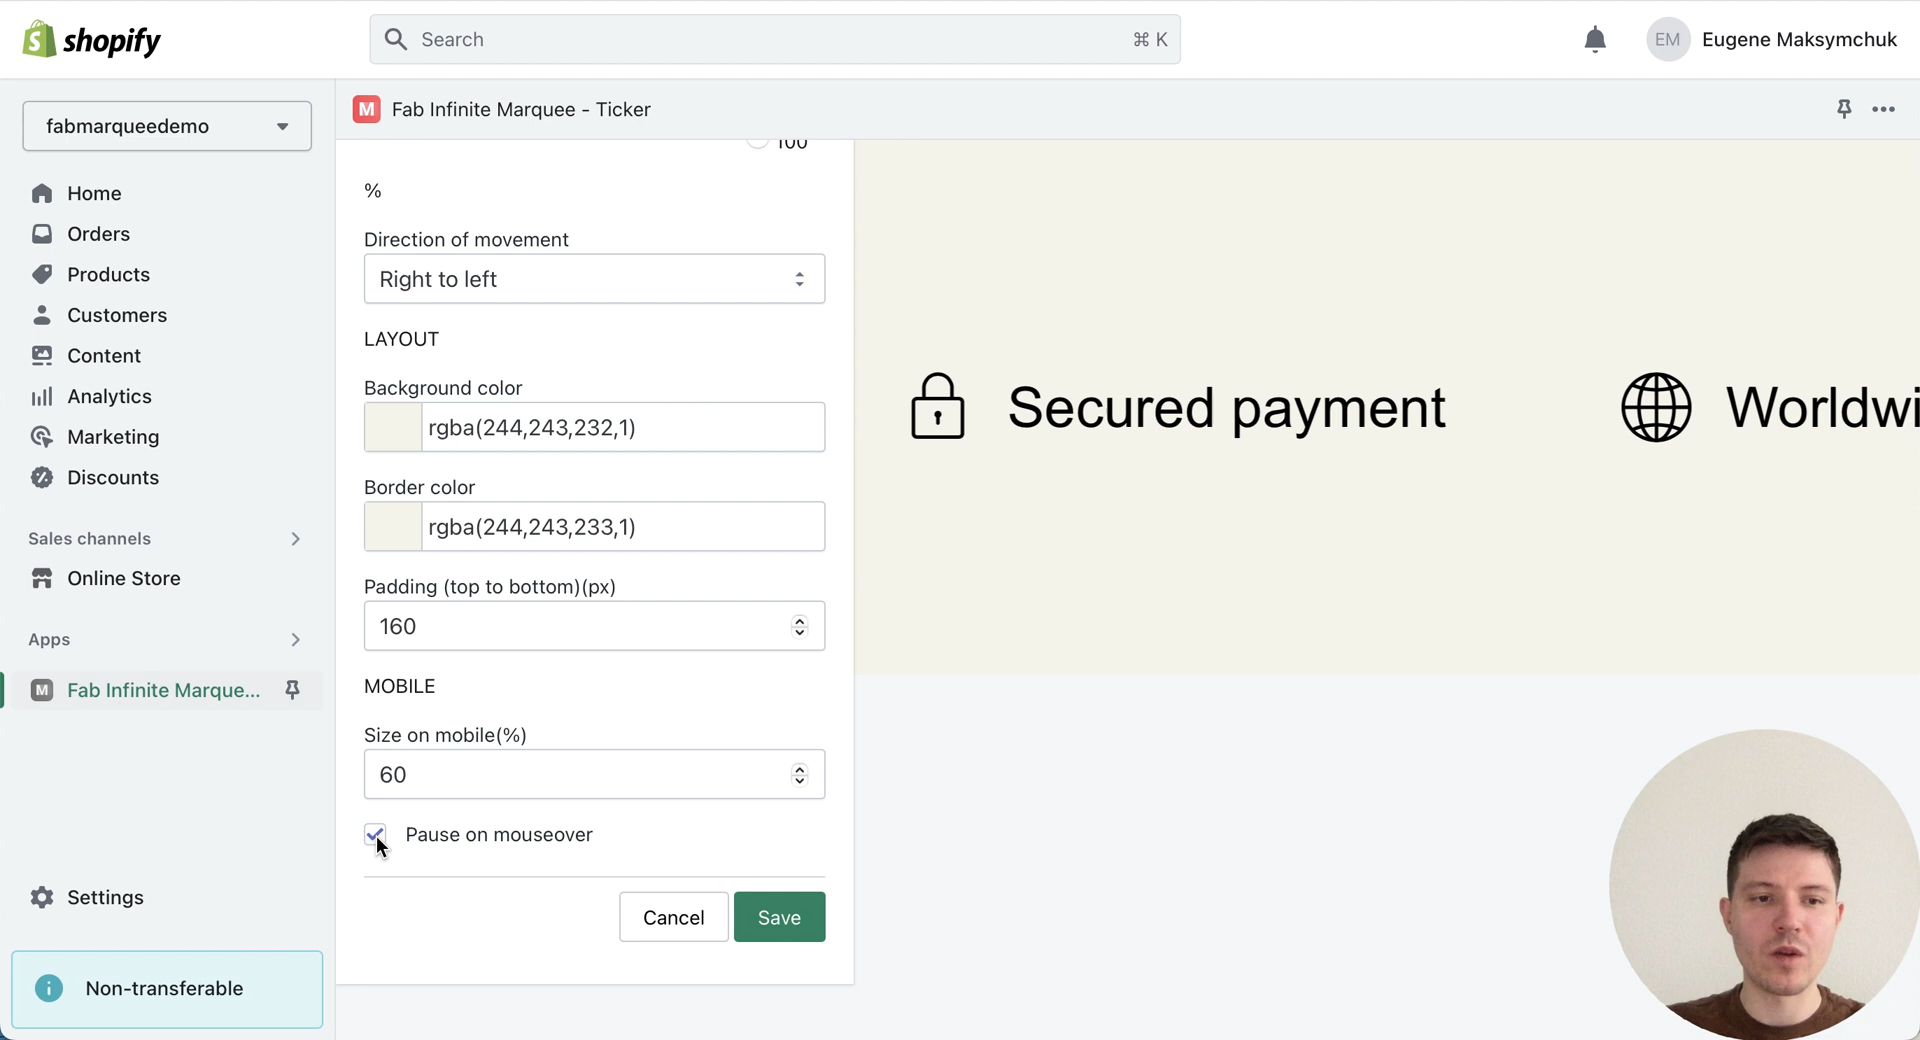 shopify
Search
⌘ K
EM
Eugene Maksymchuk
fabmarqueedemo
M
Fab Infinite Marquee - Ticker
Home
Orders
Products
Customers
Content
Analytics
Marketing
Discounts
Sales channels
Online Store
Apps
M
Fab Infinite Marque...
Settings
Non-transferable
100
%
Direction of movement
Right to left
LAYOUT
Background color
rgba(244,243,232,1)
Border color
rgba(244,243,233,1)
Padding (top to bottom)(px)
160
MOBILE
Size on mobile(%)
60
Pause on mouseover
Cancel
Save
Secured payment
Worldwi